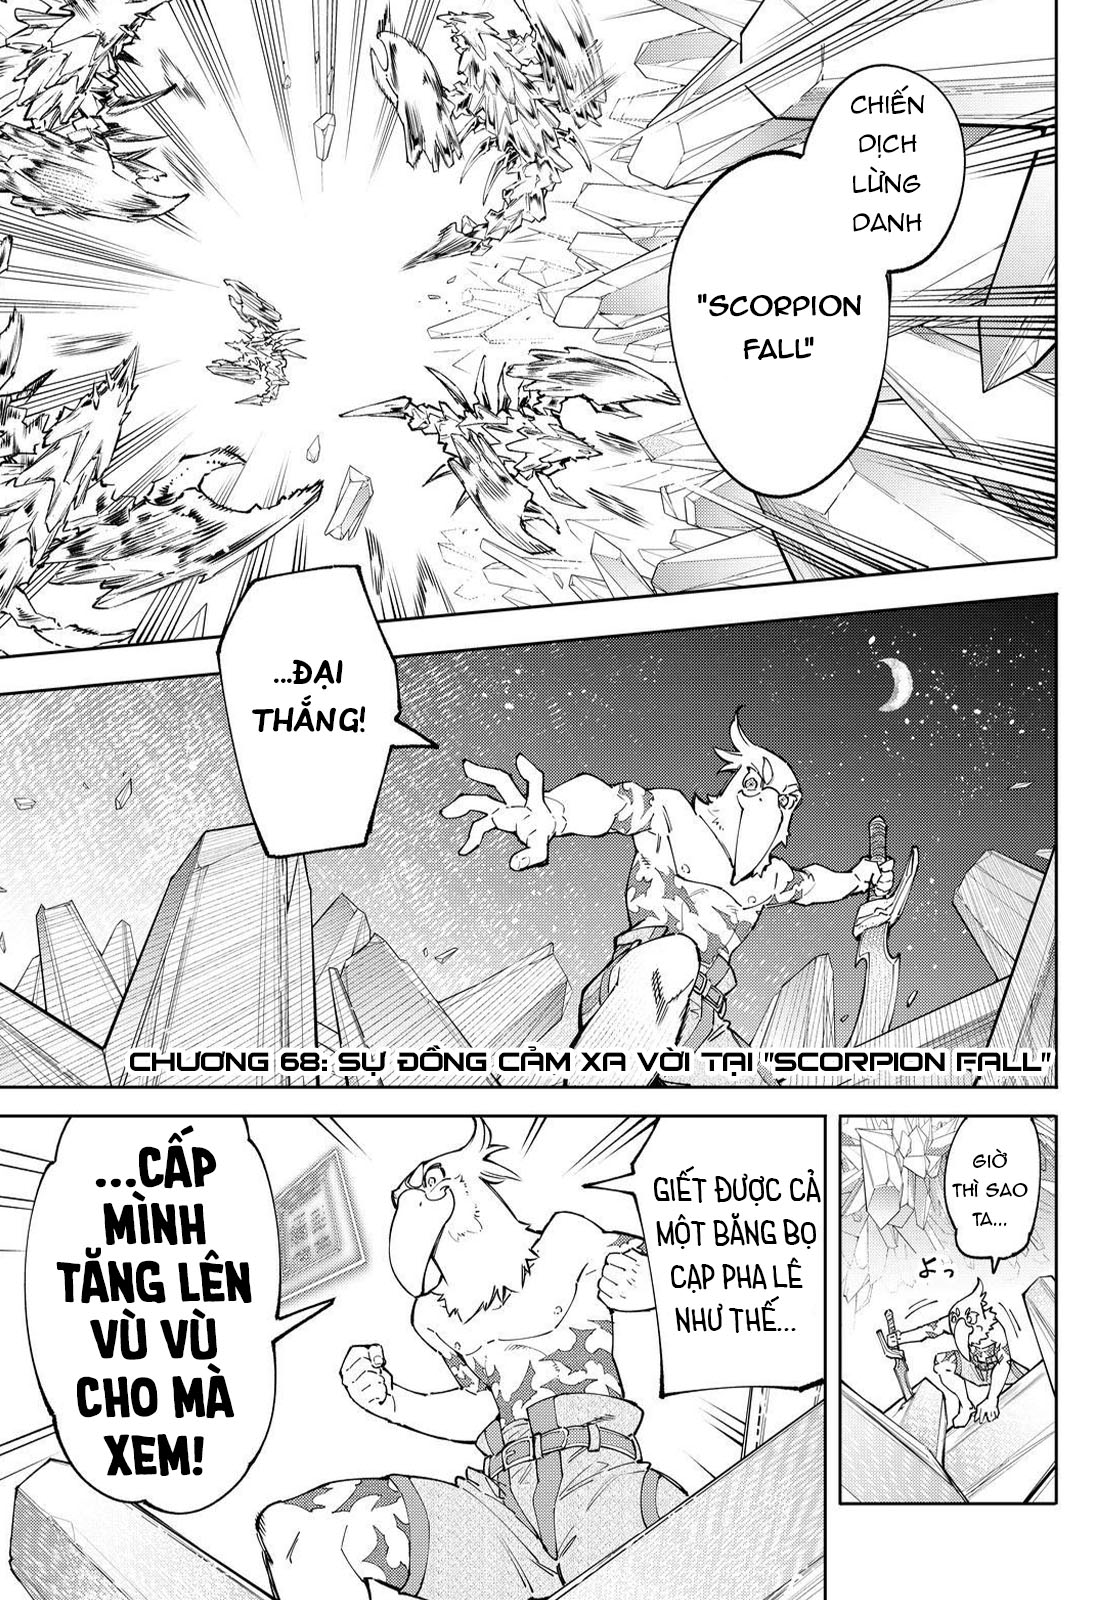 CHIẾN
DỊCH
LỪNG
DANH
"SCORPION
FALL"
...ĐẠI
THẮNG!
CHƯƠNG 68: SỰ ĐỒNG CẢM XA VỜI TẠI "SCORPION FALL"
GIỜ
THÌ SAO
TA...
よっ
GIẾT ĐƯỢC CẢ
MỘT BĂNG BỌ
CẠP PHA LÊ
NHƯ THẾ...
...CẤP
MÌNH
TĂNG LÊN
VÙ VÙ
CHO MÀ
XEM!